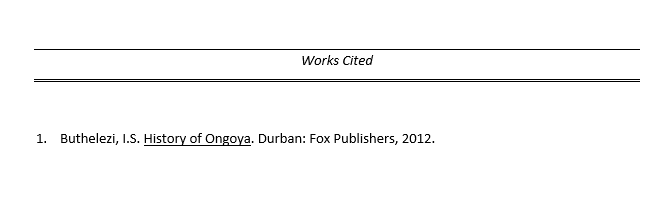 Works Cited
1. Buthelezi, I.S. History of Ongoya. Durban: Fox Publishers, 2012.